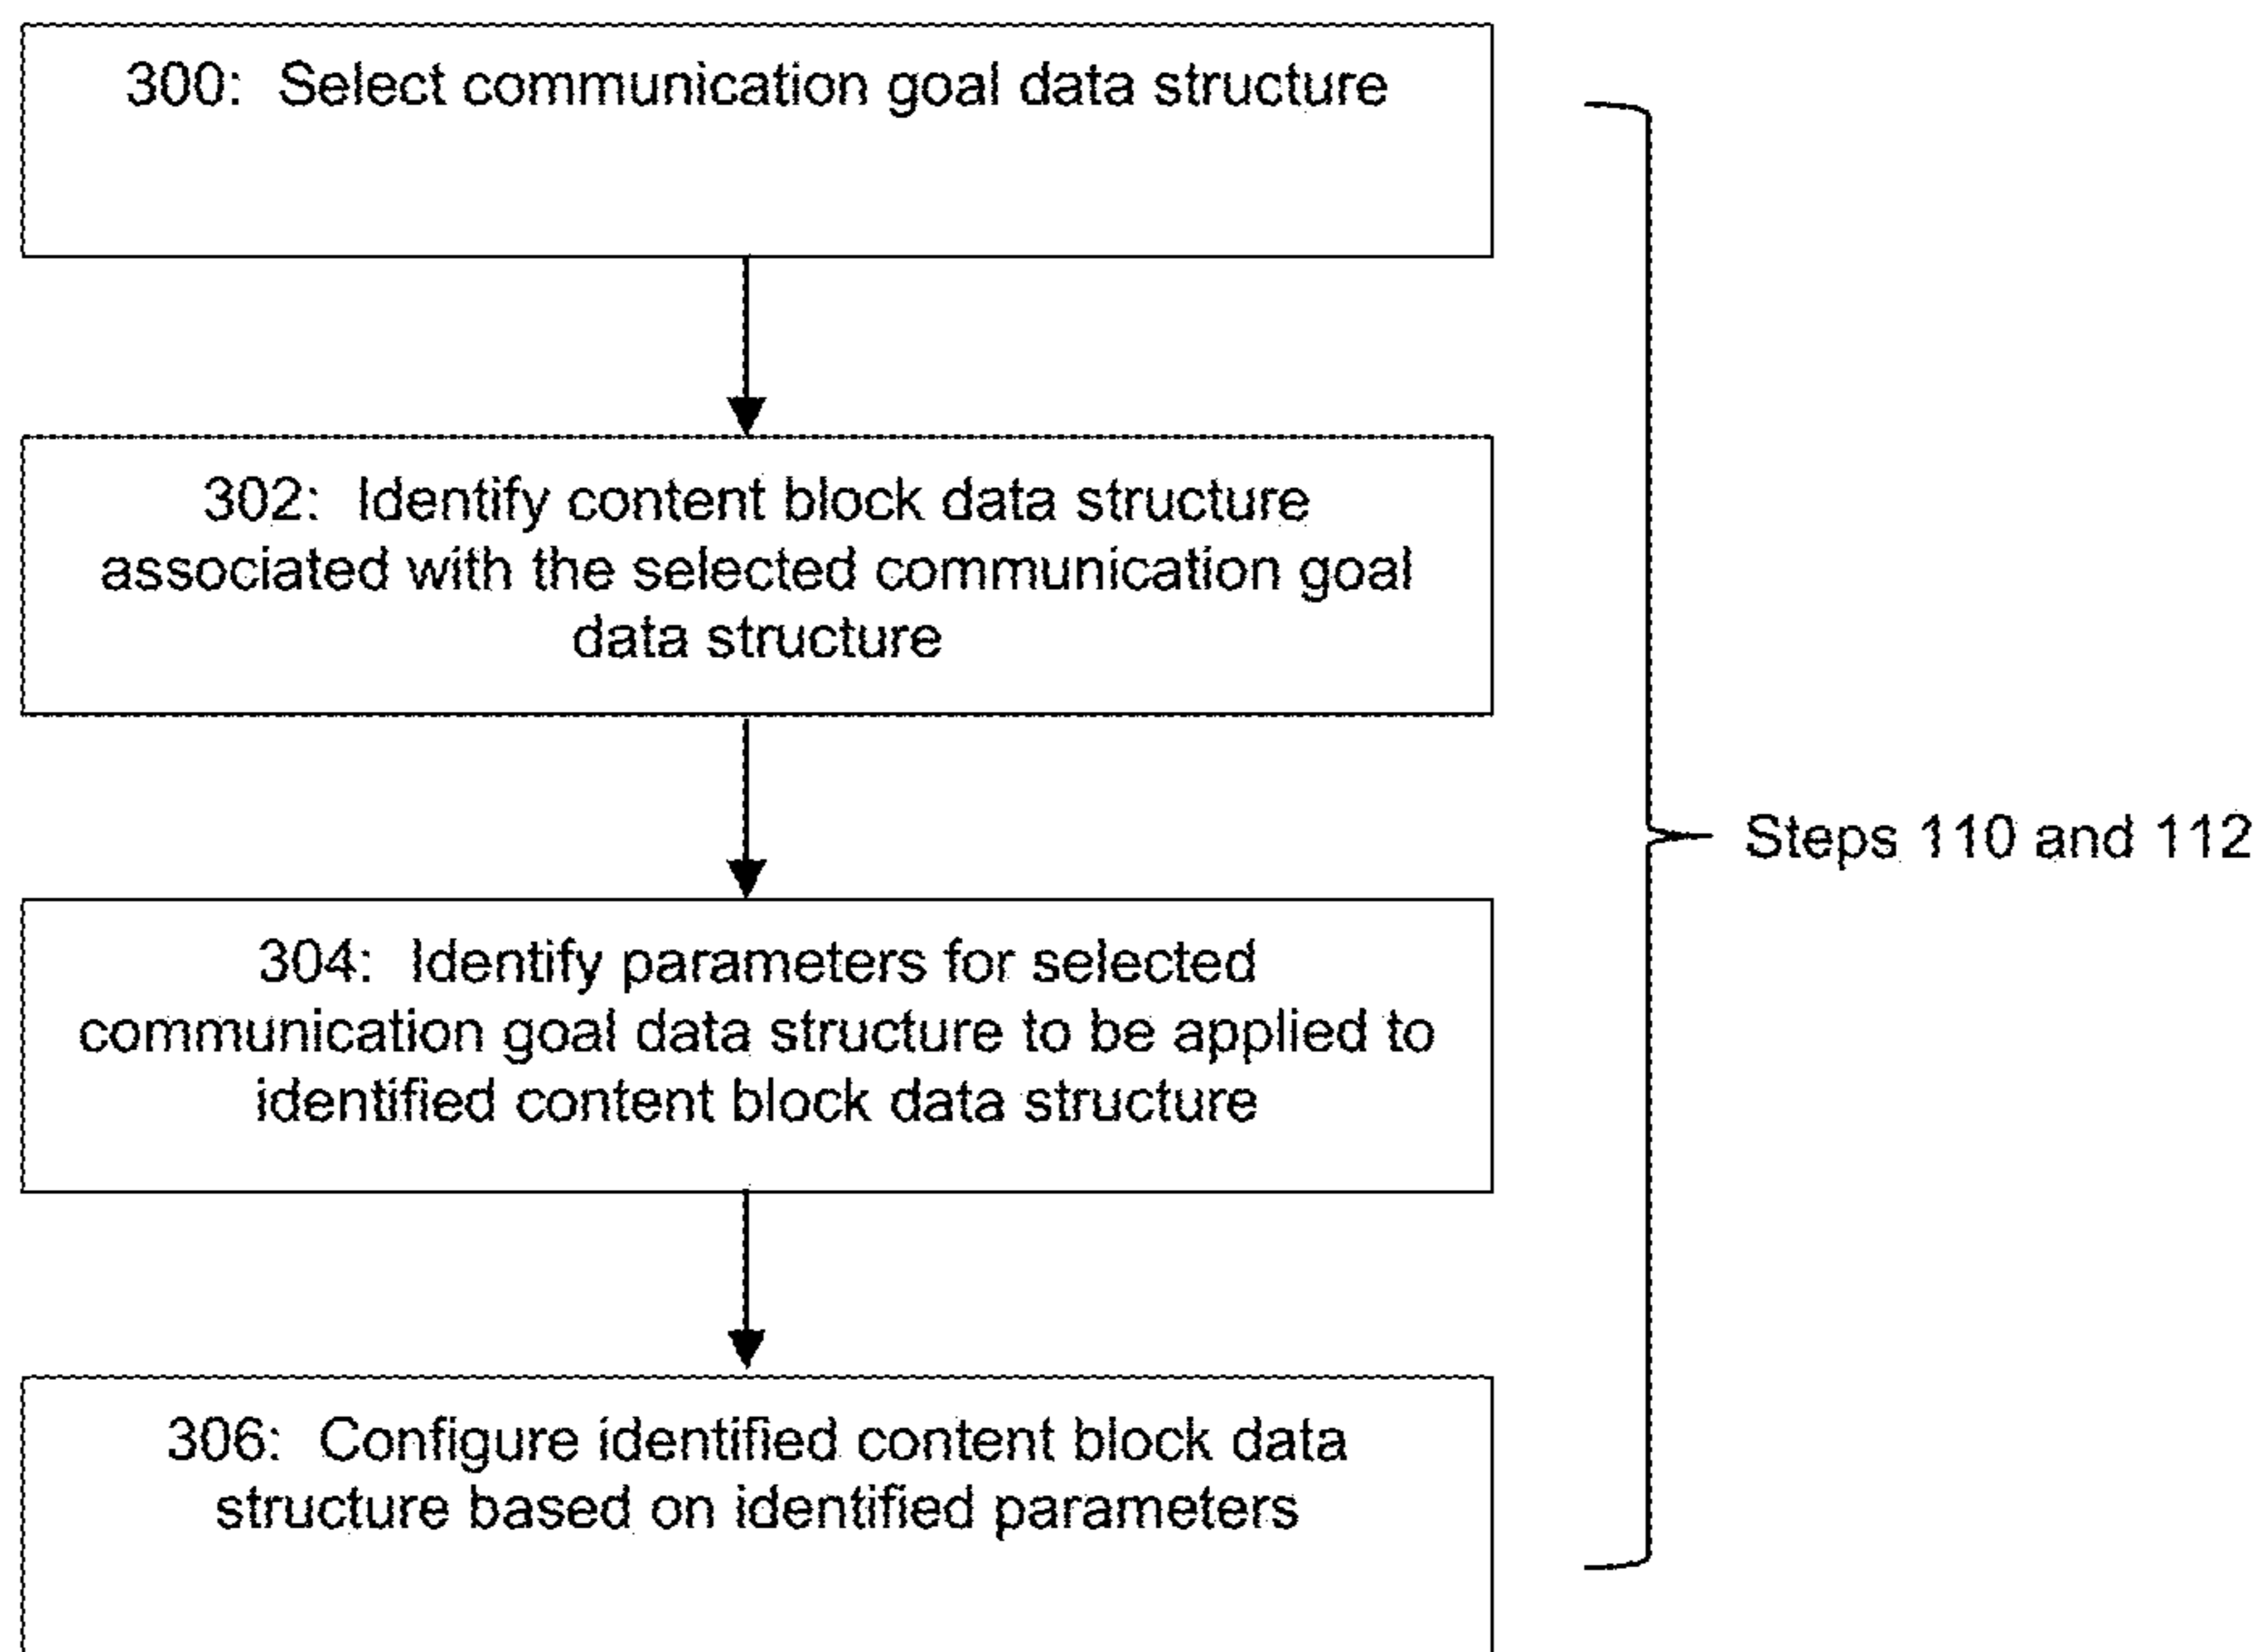 300: Select communication goal data structure
302: Identify content block data structure
associated with the selected communication goal
data structure
304: Identify parameters for selected
communication goal data structure to be applied to
identified content block data structure
306: Configure identified content block data
structure based on identified parameters
Steps 110 and 112